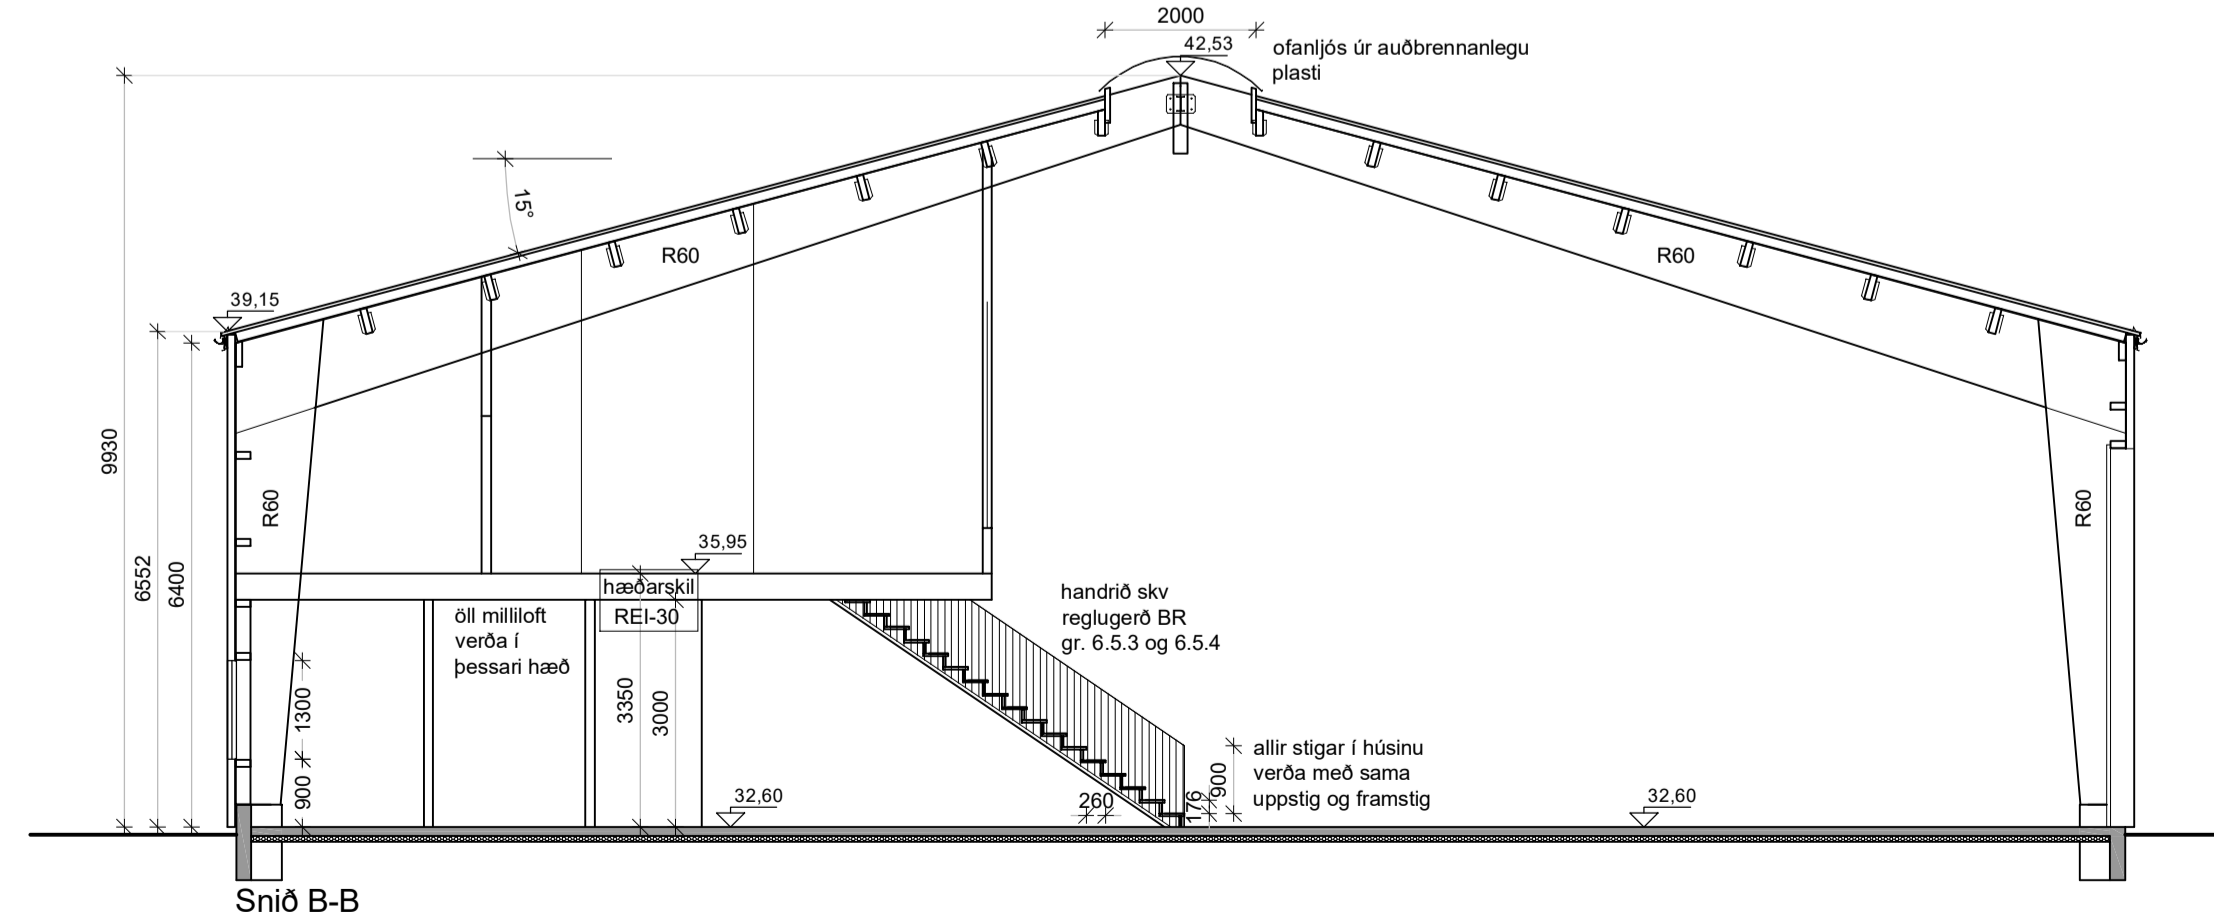 2000
42,53
ofanljós úr auðbrennanlegu
plasti
15°
R60
R60
39,15
9930
6552
6400
R60
R60
35,95
hæðarskil
REI-30
öll milliloft
verða í
þessari hæð
handrið skv
reglugerð BR
gr. 6.5.3 og 6.5.4
1300
900
3350
3000
260
176
900
allir stigar í húsinu
verða með sama
uppstig og framstig
32,60
32,60
Snið B-B